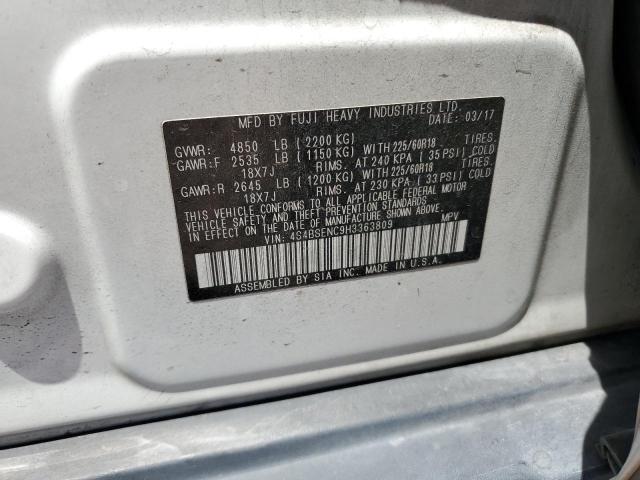 MFD BY FUJI HEAVY INDUSTRIES LTD.
DATE: 03/17
GVWR: 4850 LB ( 2200 KG)
GAWR:F 2535 LB ( 1150 KG) WITH 225/60R18 TIRES.
18X7J RIMS. AT 240 KPA ( 35 PSI) COLD
GAWR:R 2645 LB ( 1200 KG) WITH 225/60R18 TIRES.
18X7J RIMS. AT 230 KPA ( 33 PSI) COLD
THIS VEHICLE CONFORMS TO ALL APPLICABLE FEDERAL MOTOR
VEHICLE SAFETY STANDARDS IN EFFECT ON THE DATE OF
MANUFACTURE SHOWN ABOVE.
VIN: 4S4BSENC9H3363809 MPV
ASSEMBLED BY SIA INC. MADE IN U.S.A.